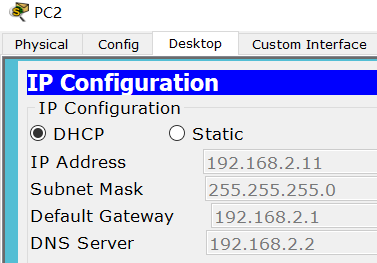 PC2
Physical Config Desktop Custom Interface
IP Configuration
IP Configuration
DHCP Static
IP Address 192.168.2.11
Subnet Mask 255.255.255.0
Default Gateway 192.168.2.1
DNS Server 192.168.2.2